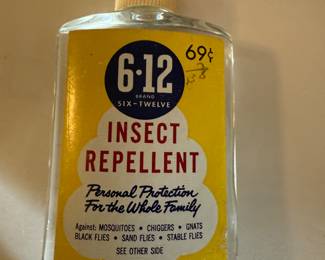 6·12
69¢
BRAND
SIX-TWELVE
INSECT
REPELLENT
Personal Protection
For the Whole Family
Against: MOSQUITOES • CHIGGERS • GNATS
BLACK FLIES • SAND FLIES • STABLE FLIES
SEE OTHER SIDE